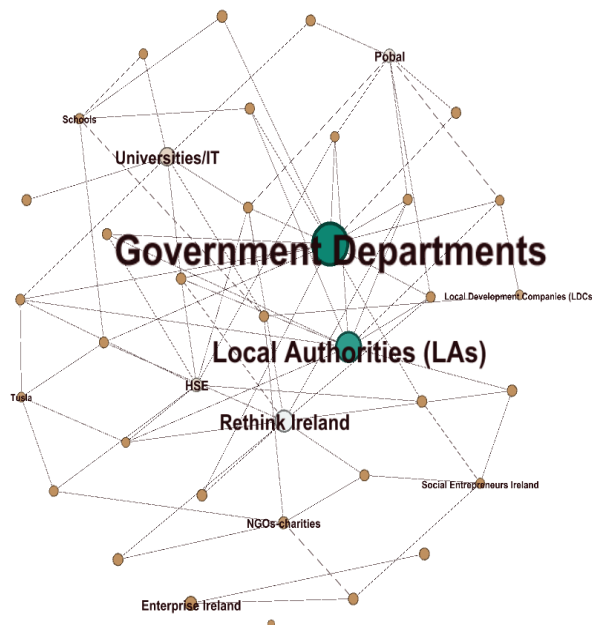 Pobal
Schools
Universities/IT
Government Departments
Local Development Companies (LDCs
Local Authorities (LAs)
HSE
Tusla
Rethink Ireland
Social Entrepreneurs Ireland
NGOs-charities
Enterprise Ireland